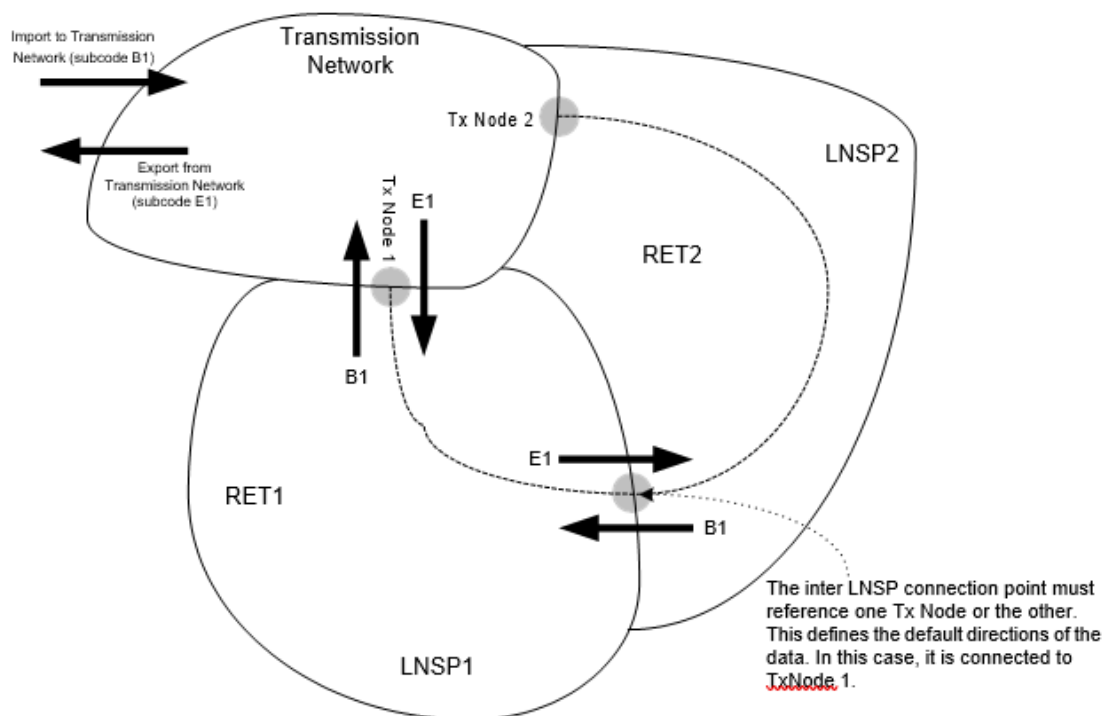 Import to Transmission
Network (subcode B1)
Transmission
Network
Tx Node 2
LNSP2
Export from
Transmission Network
(subcode E1)
Tx Node 1
E1
RET2
B1
E1
RET1
B1
The inter LNSP connection point must
reference one Tx Node or the other.
This defines the default directions of the
data. In this case, it is connected to
TxNode 1.
LNSP1